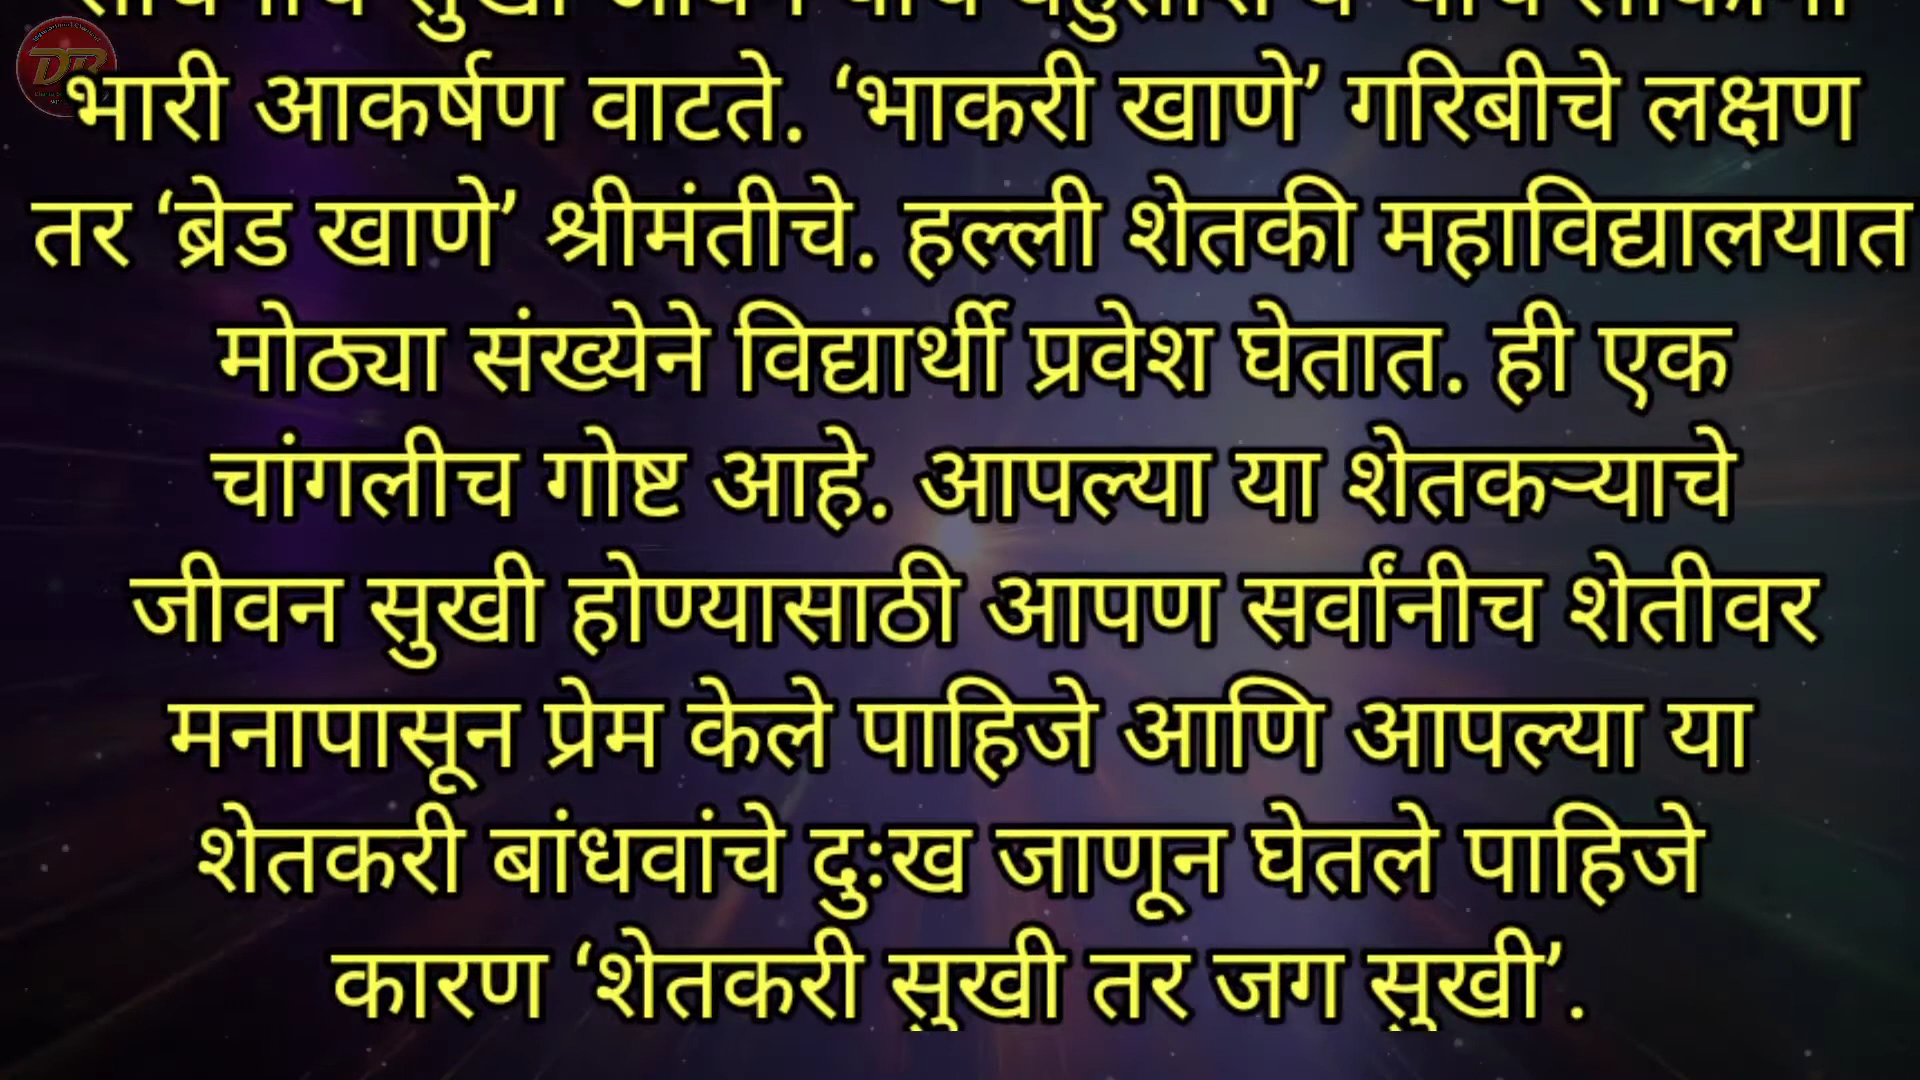 भारी आकर्षण वाटते. ‘भाकरी खाणे’ गरिबीचे लक्षण
तर ‘ब्रेड खाणे’ श्रीमंतीचे. हल्ली शेतकी महाविद्यालयात
मोठ्या संख्येने विद्यार्थी प्रवेश घेतात. ही एक
चांगलीच गोष्ट आहे. आपल्या या शेतकऱ्याचे
जीवन सुखी होण्यासाठी आपण सर्वांनीच शेतीवर
मनापासून प्रेम केले पाहिजे आणि आपल्या या
शेतकरी बांधवांचे दुःख जाणून घेतले पाहिजे
कारण ‘शेतकरी सुखी तर जग सुखी’.